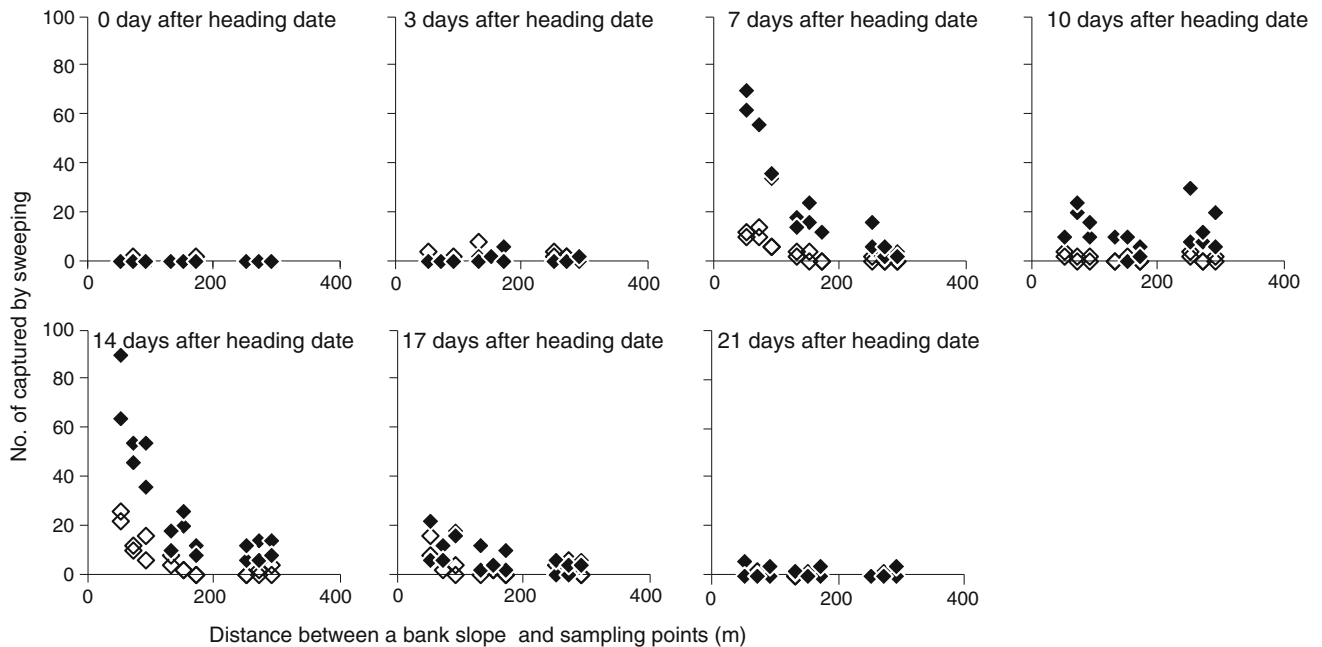 0 day after heading date
3 days after heading date
7 days after heading date
10 days after heading date
100
80
60
40
20
0
0 200 400
0 200 400
0 200 400
0 200 400
14 days after heading date
17 days after heading date
21 days after heading date
100
80
60
40
20
0
0 200 400
0 200 400
0 200 400
No. of captured by sweeping
Distance between a bank slope and sampling points (m)